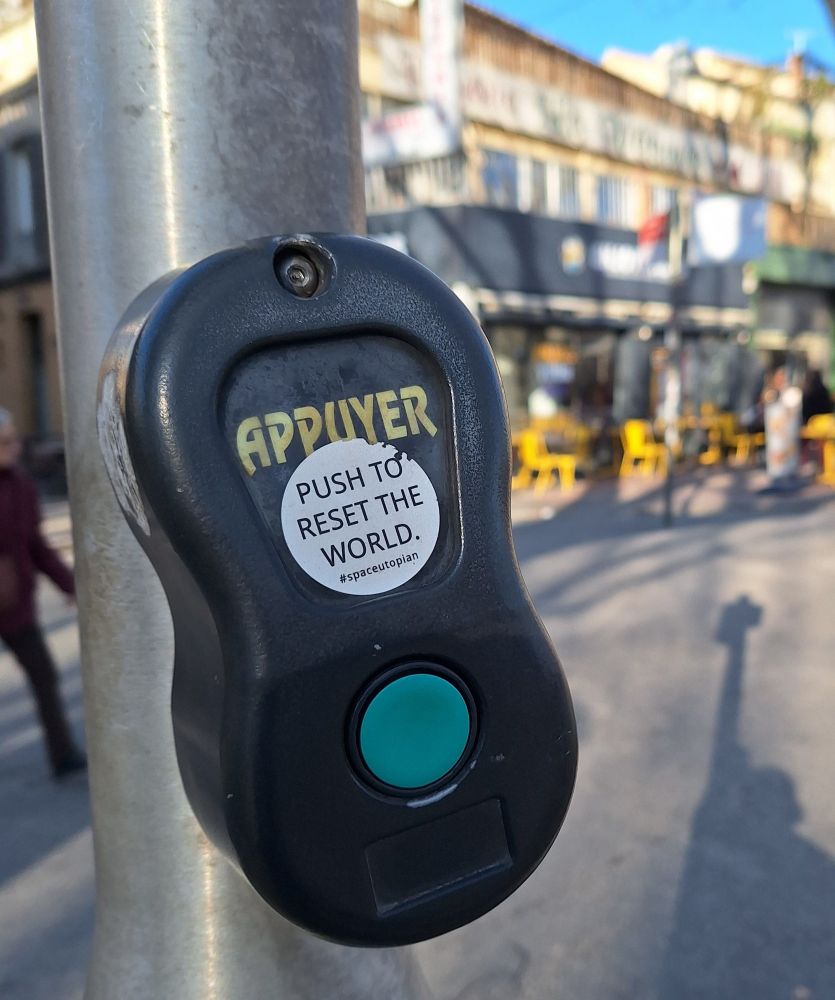 APPUYER
PUSH TO
RESET THE
WORLD.
#spaceutopian